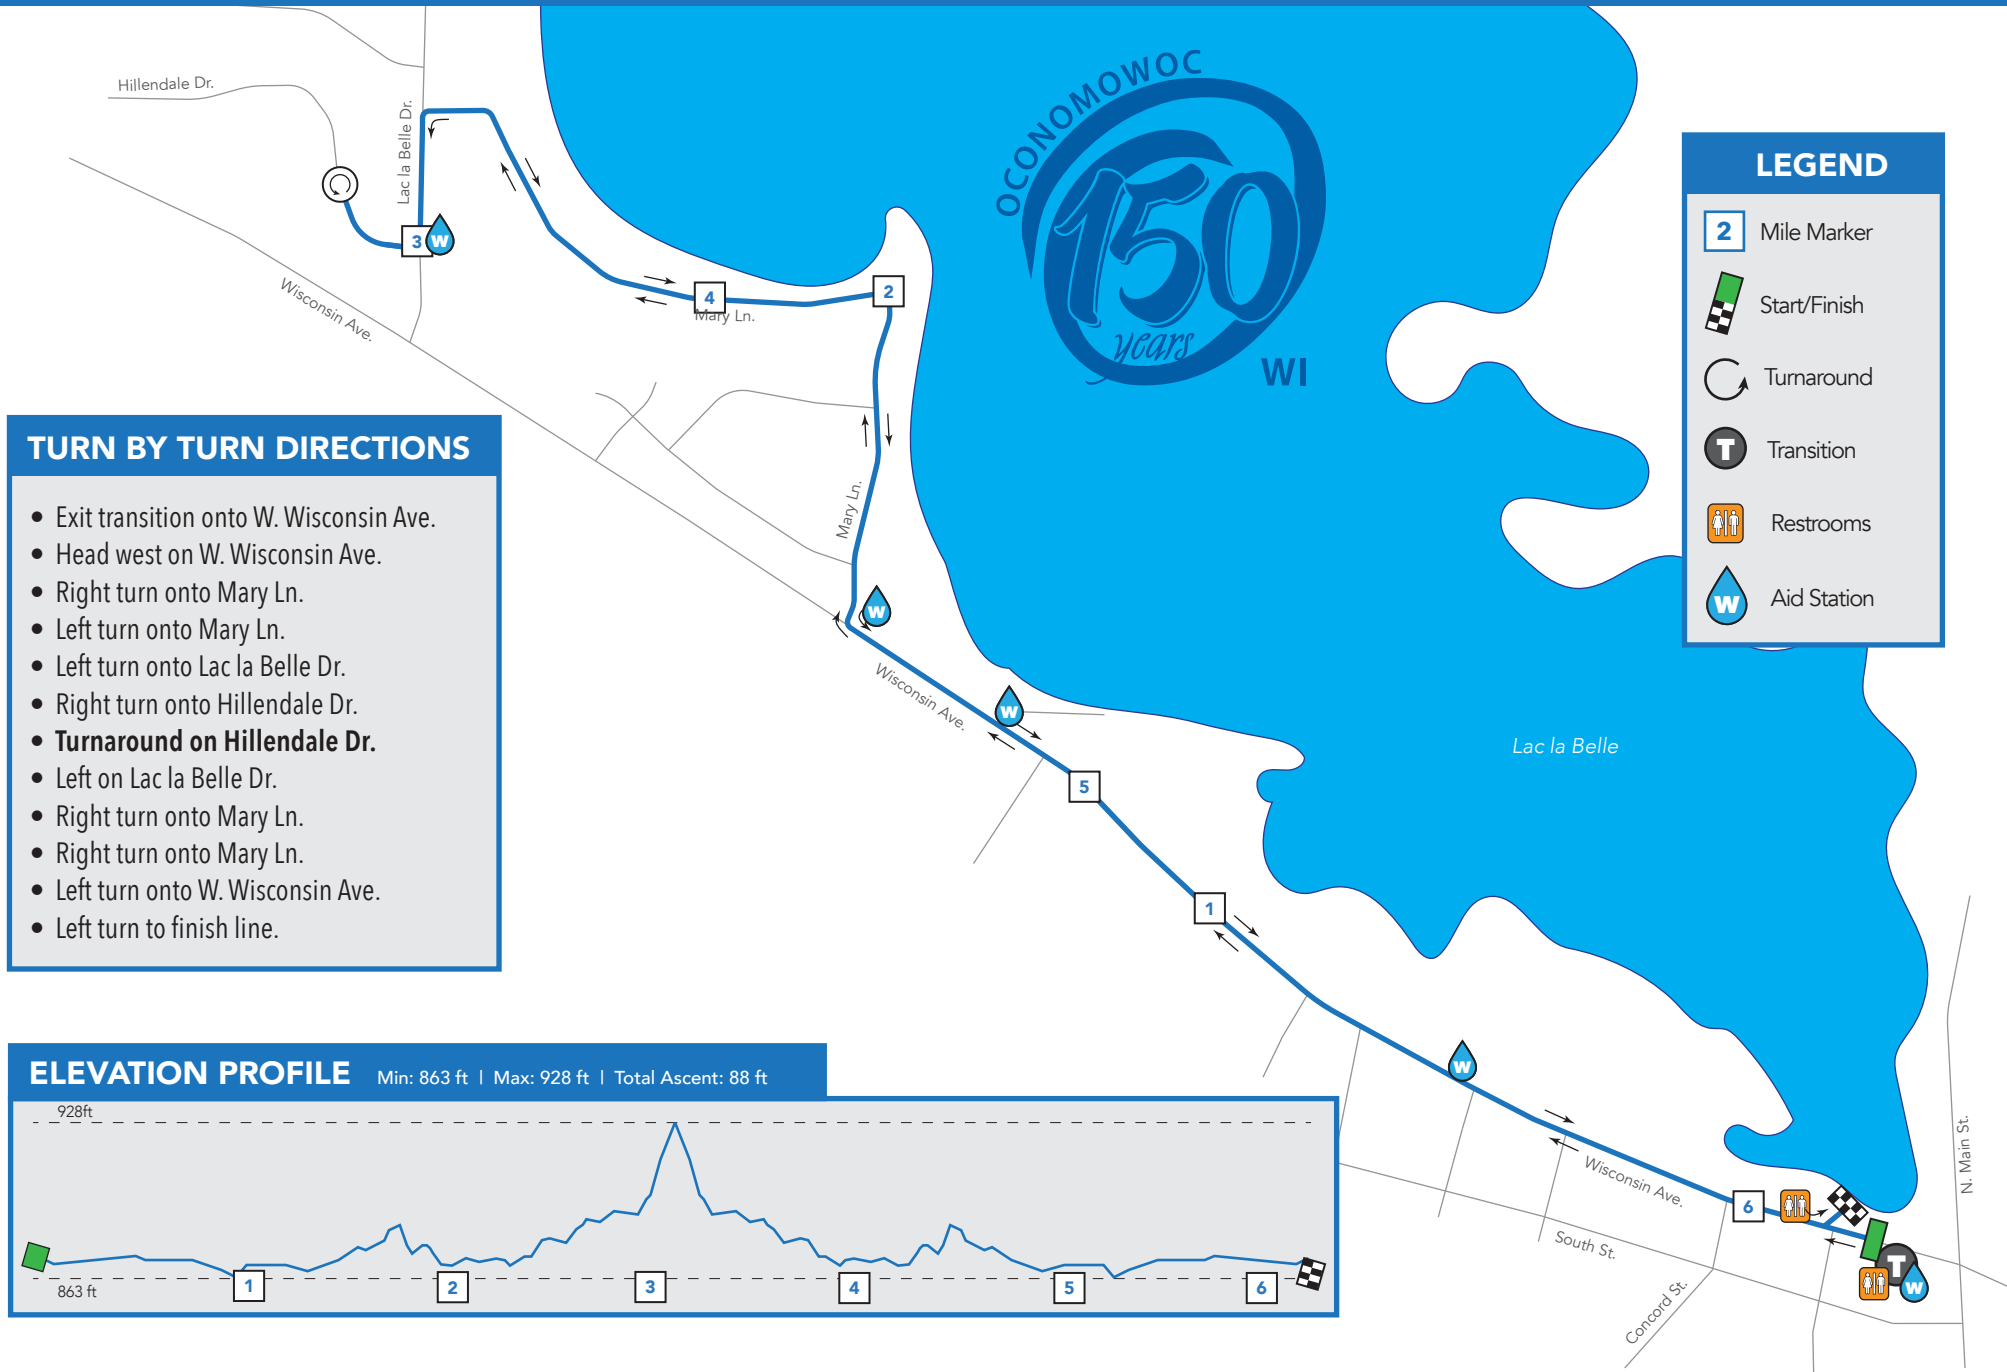 OCONOMOWOC
150
years
WI
Hillendale Dr.
Lac la Belle Dr.
3
W
Wisconsin Ave.
4
Mary Ln.
2
Mary Ln.
W
Wisconsin Ave.
W
5
1
Lac la Belle
W
Wisconsin Ave.
6
South St.
Concord St.
N. Main St.
T
W
LEGEND
2 Mile Marker
Start/Finish
Turnaround
T Transition
Restrooms
W Aid Station
TURN BY TURN DIRECTIONS
• Exit transition onto W. Wisconsin Ave.
• Head west on W. Wisconsin Ave.
• Right turn onto Mary Ln.
• Left turn onto Mary Ln.
• Left turn onto Lac la Belle Dr.
• Right turn onto Hillendale Dr.
• Turnaround on Hillendale Dr.
• Left on Lac la Belle Dr.
• Right turn onto Mary Ln.
• Right turn onto Mary Ln.
• Left turn onto W. Wisconsin Ave.
• Left turn to finish line.
ELEVATION PROFILE Min: 863 ft | Max: 928 ft | Total Ascent: 88 ft
928ft
863 ft
1 2 3 4 5 6